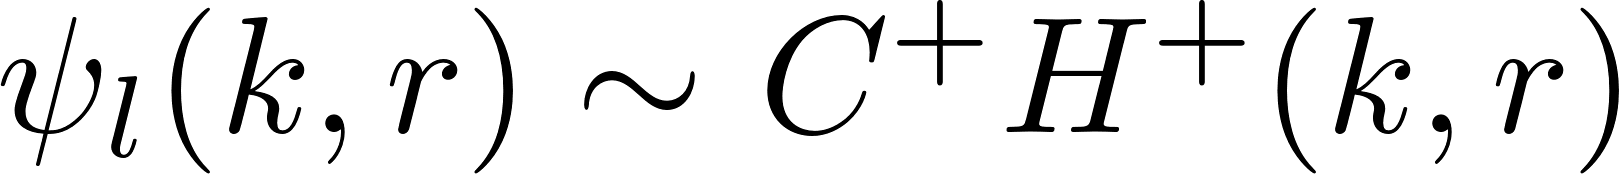 ψ_l(k, r) ~ C^+ H^+(k, r)